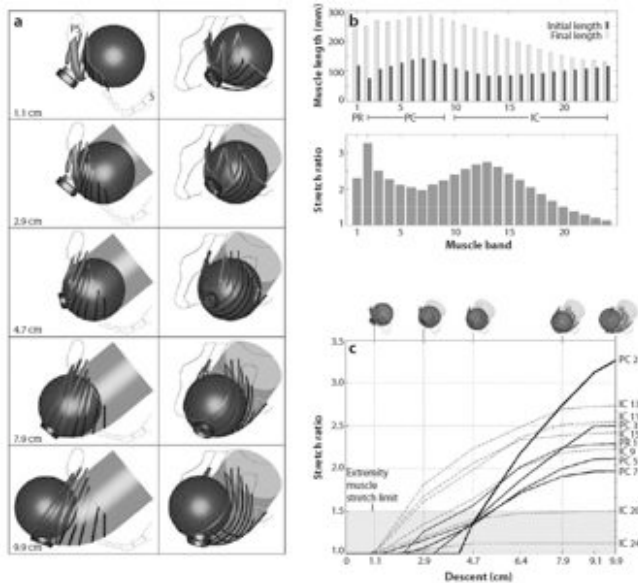 a
PS
S
1.1 cm
2.9 cm
4.7 cm
7.9 cm
9.9 cm
b
Muscle length (mm)
300
200
100
Initial length
Final length
1 5 10 15 20
PR PC IC
Stretch ratio
3
2
1
1 5 10 15 20
Muscle band
c
Stretch ratio
3.5
3.0
2.5
2.0
1.5
1.0
Extremity
muscle
stretch limit
PC 2
IC 13
PC 3
IC 15
IC 9
PC 5
PC 7
IC 20
IC 24
0 1.1 2.9 4.7 6.4 7.9 9.1 9.9
Descent (cm)